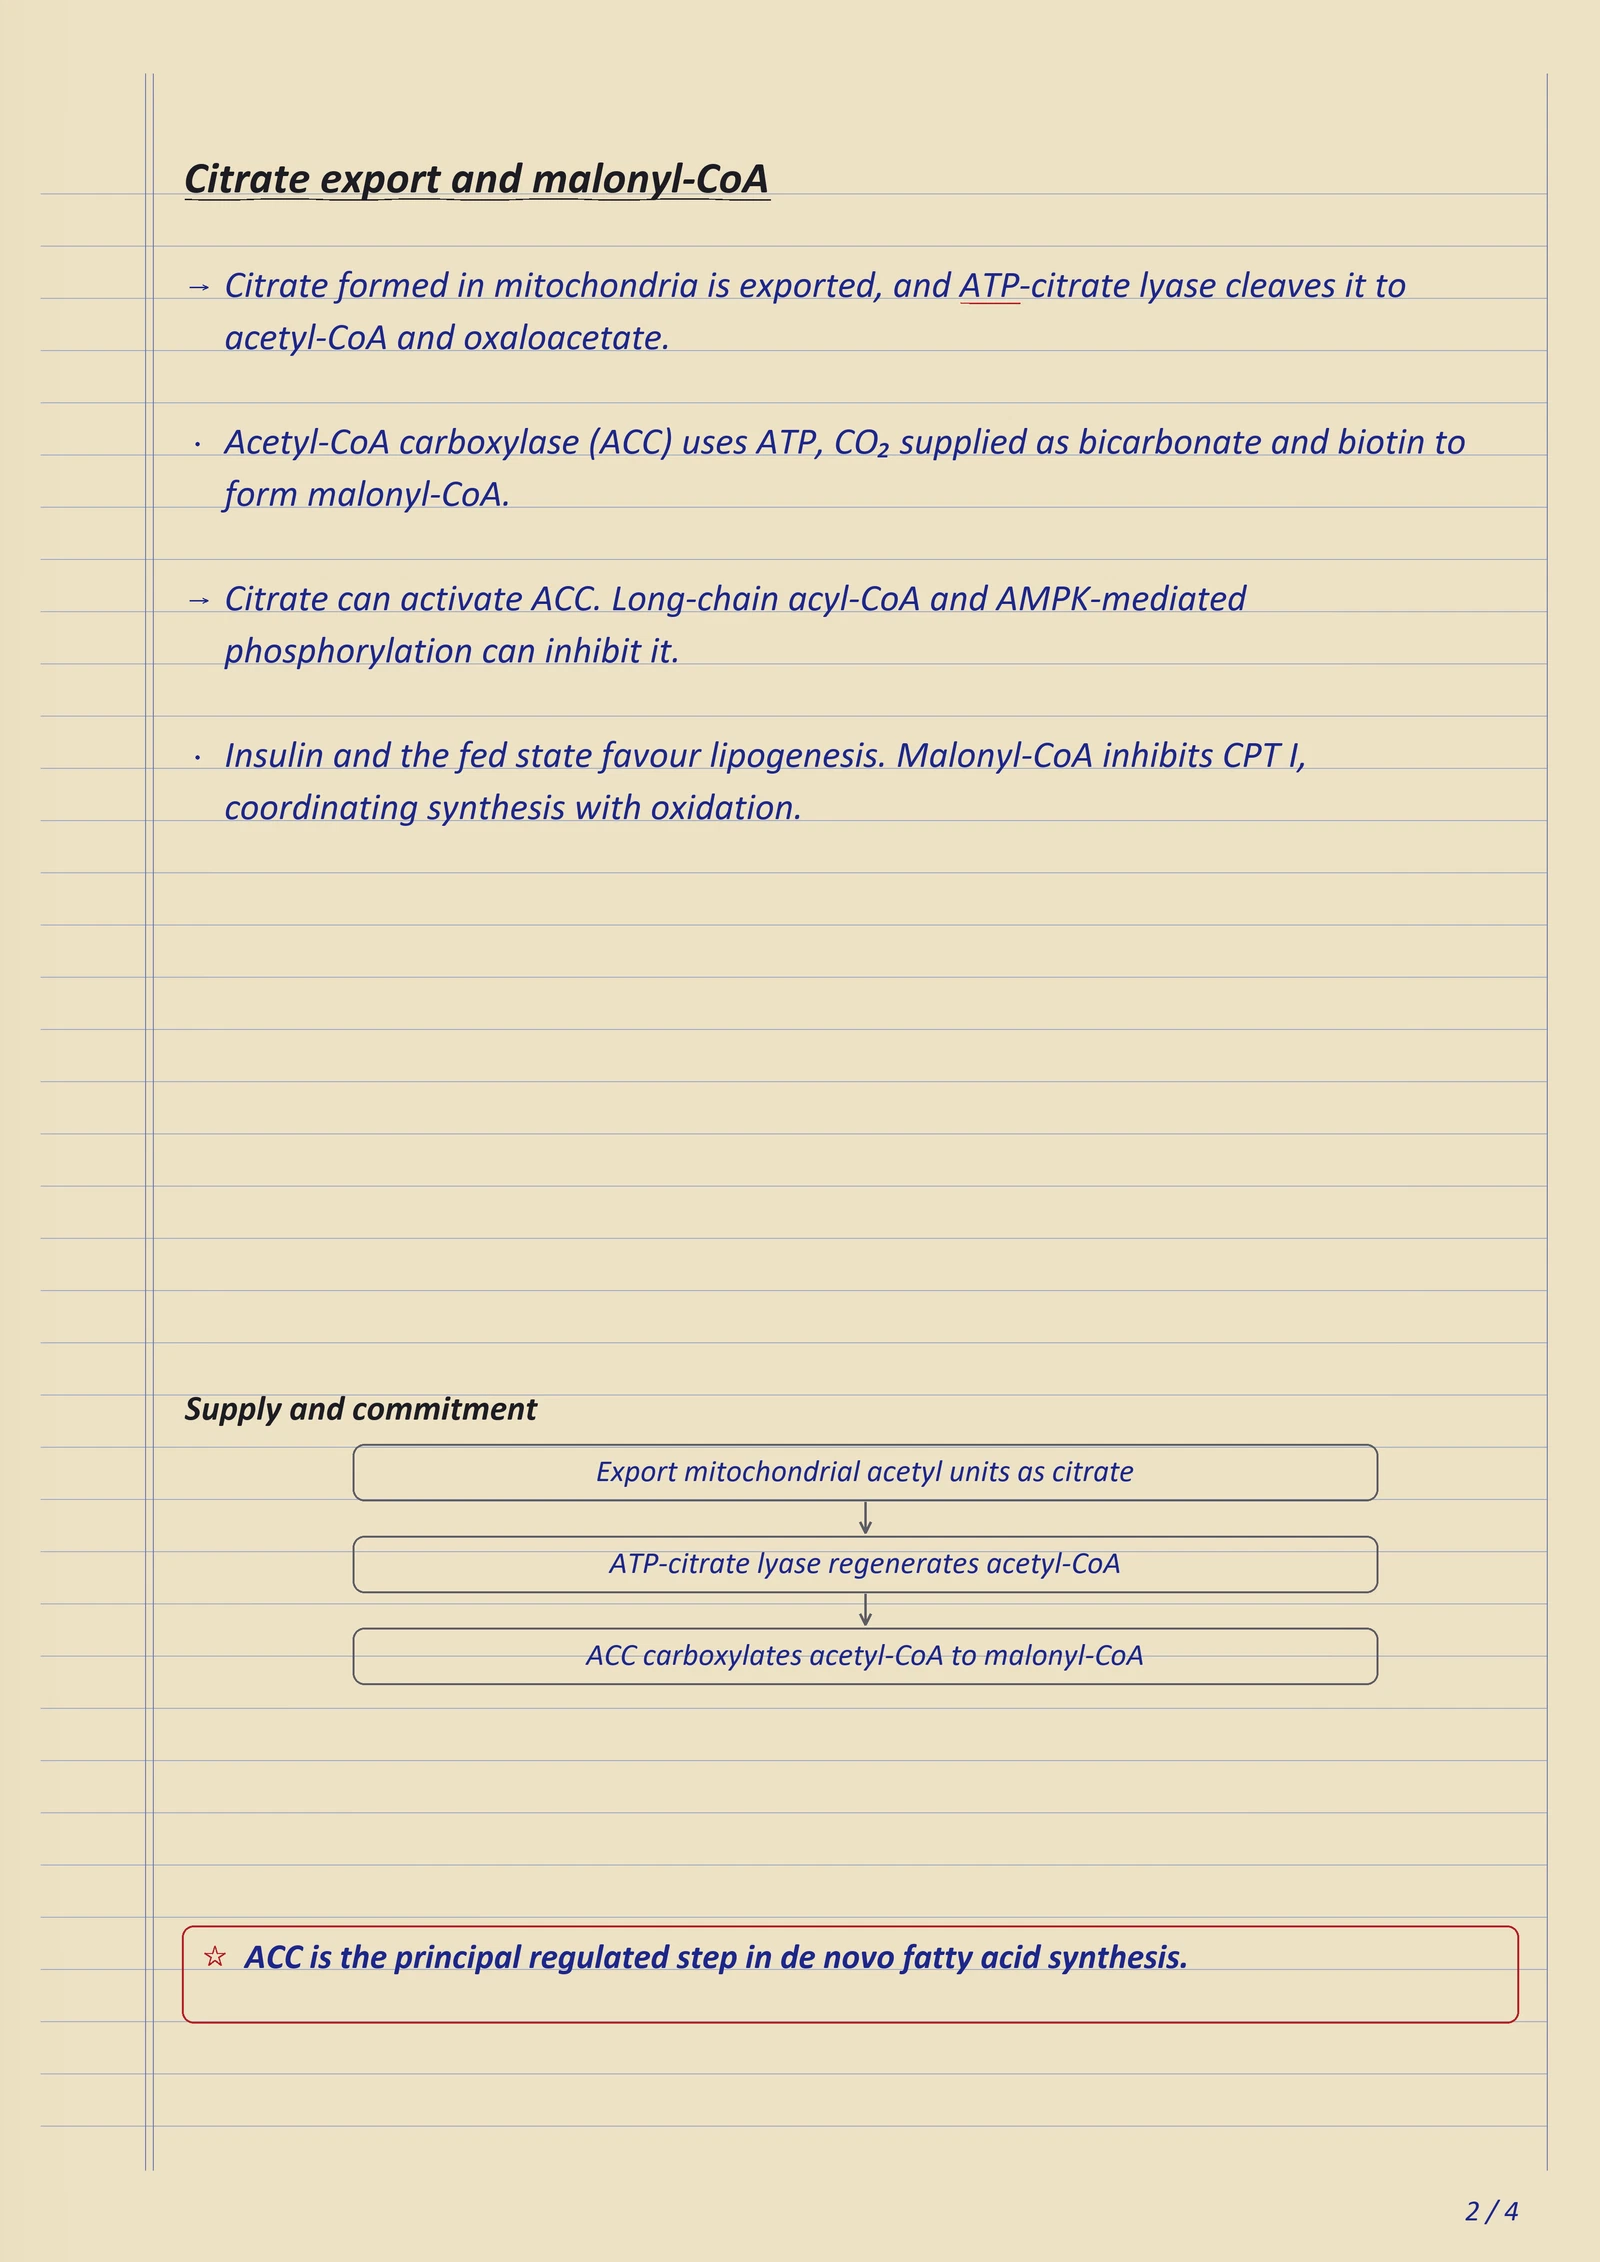 Citrate export and malonyl-CoA
→ Citrate formed in mitochondria is exported, and ATP-citrate lyase cleaves it to
acetyl-CoA and oxaloacetate.
· Acetyl-CoA carboxylase (ACC) uses ATP, CO₂ supplied as bicarbonate and biotin to
form malonyl-CoA.
→ Citrate can activate ACC. Long-chain acyl-CoA and AMPK-mediated
phosphorylation can inhibit it.
· Insulin and the fed state favour lipogenesis. Malonyl-CoA inhibits CPT I,
coordinating synthesis with oxidation.
Supply and commitment
Export mitochondrial acetyl units as citrate
ATP-citrate lyase regenerates acetyl-CoA
ACC carboxylates acetyl-CoA to malonyl-CoA
☆ ACC is the principal regulated step in de novo fatty acid synthesis.
2 / 4